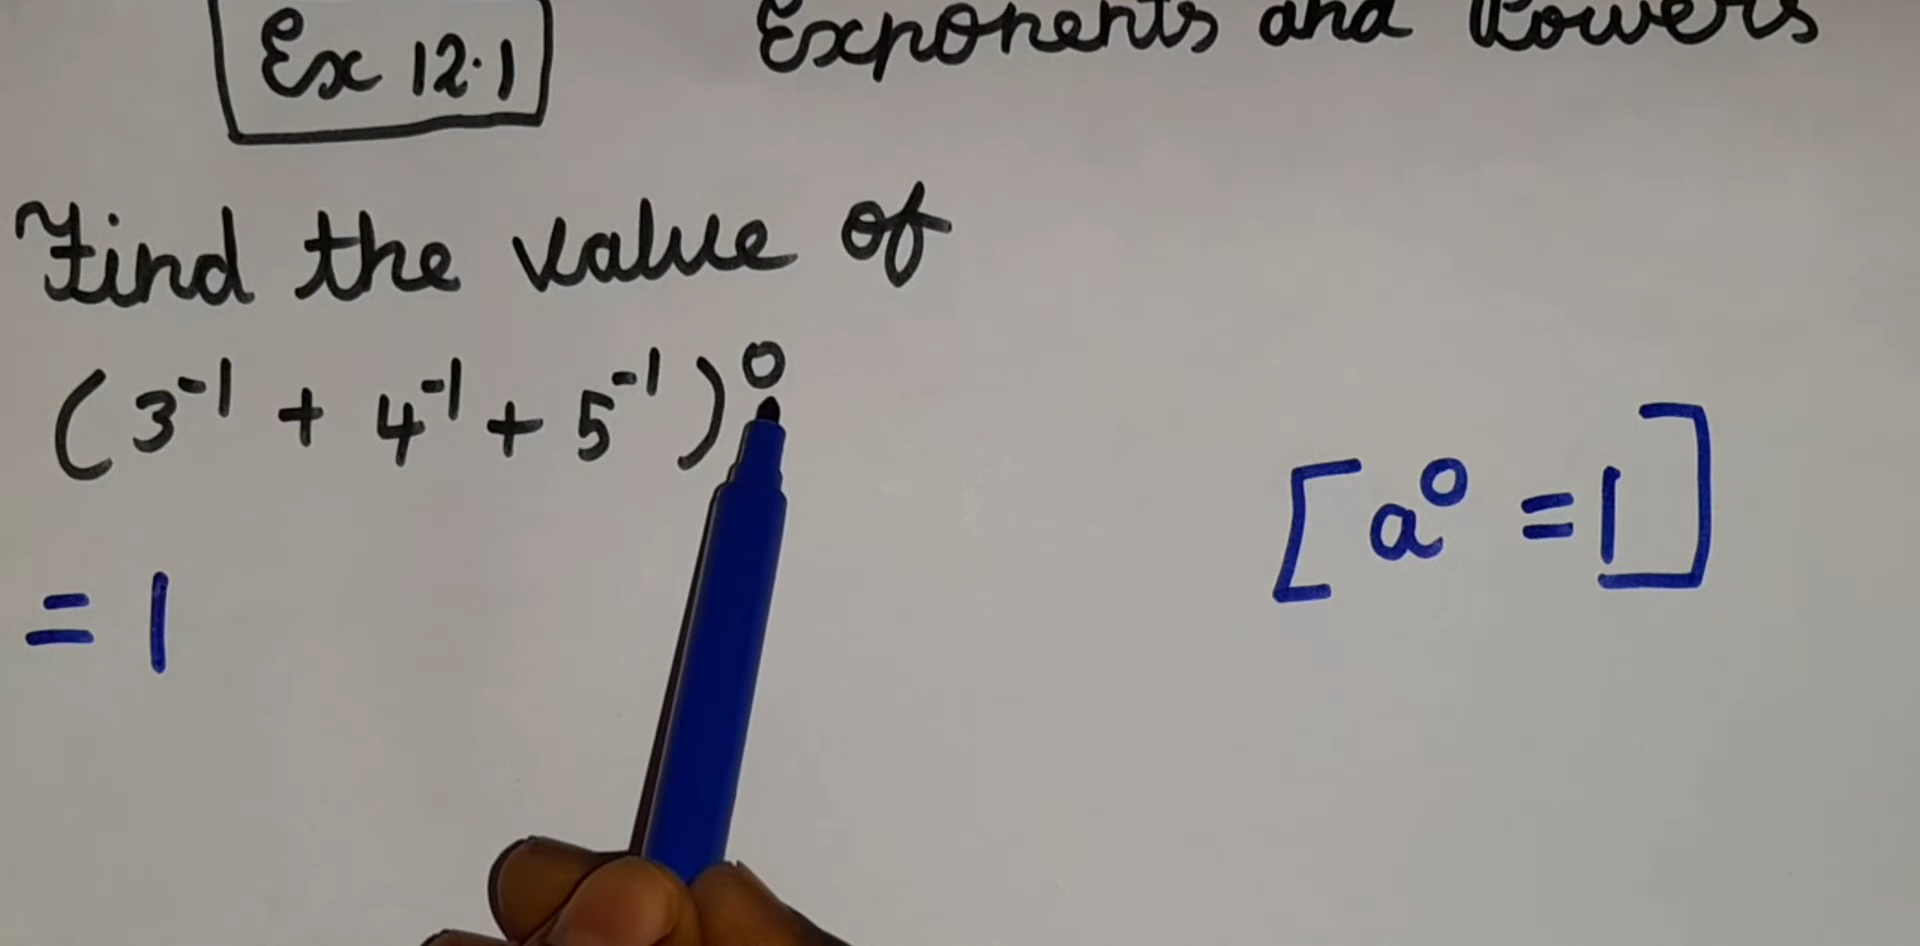 Ex 12.1 Exponents and Powers
Find the value of
(3⁻¹ + 4⁻¹ + 5⁻¹)⁰
[a⁰ = 1]
= 1